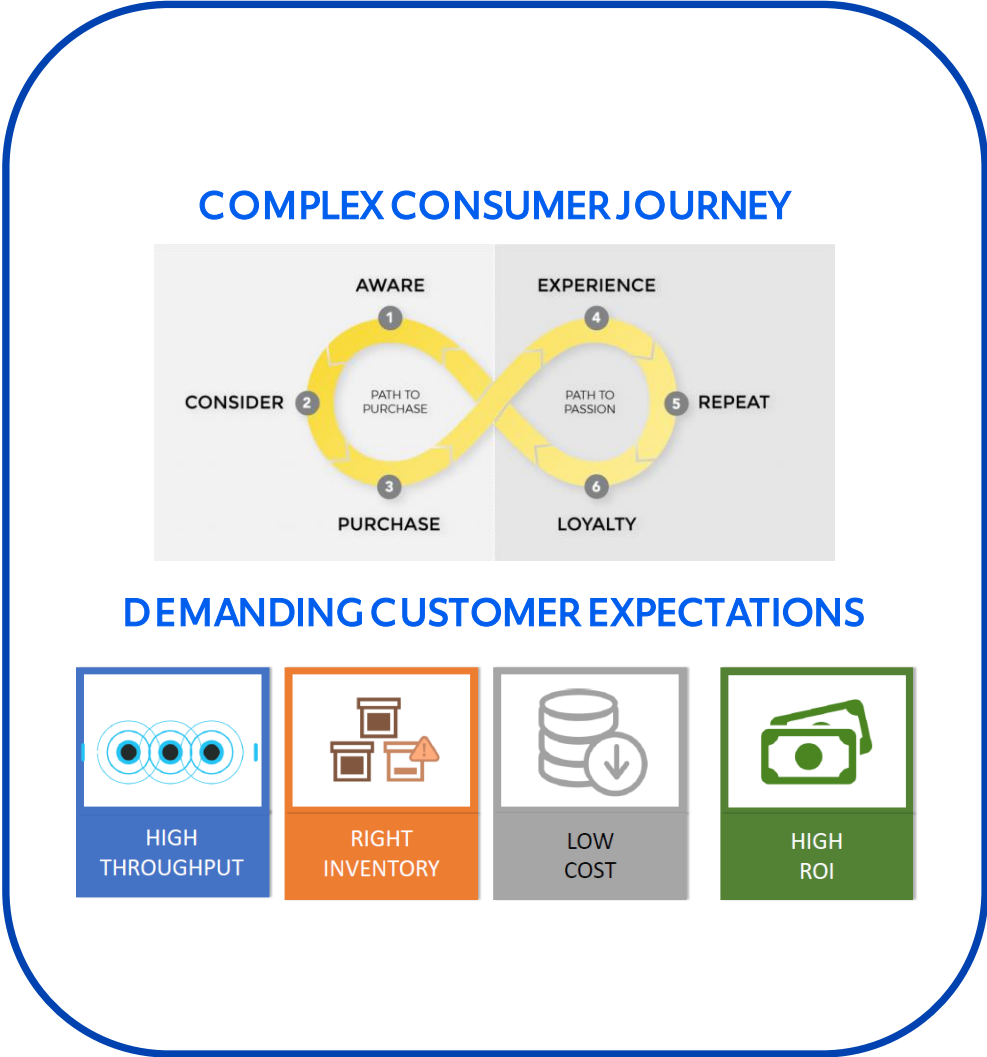 COMPLEX CONSUMER JOURNEY
AWARE
EXPERIENCE
1
4
CONSIDER
2
PATH TO
PURCHASE
PATH TO
PASSION
5
REPEAT
3
6
PURCHASE
LOYALTY
DEMANDING CUSTOMER EXPECTATIONS
HIGH
THROUGHPUT
RIGHT
INVENTORY
LOW
COST
HIGH
ROI